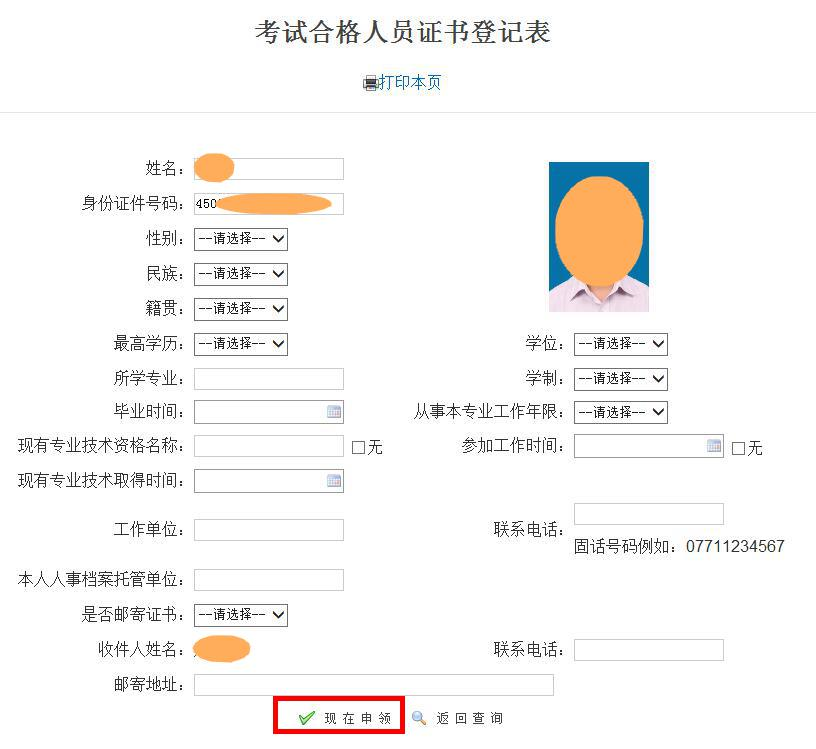 考试合格人员证书登记表
打印本页
姓名：
身份证件号码： 450
性别： --请选择--
民族： --请选择--
籍贯： --请选择--
最高学历： --请选择-- 学位： --请选择--
所学专业： 学制： --请选择--
毕业时间： 从事本专业工作年限： --请选择--
现有专业技术资格名称： 无 参加工作时间： 无
现有专业技术取得时间：
工作单位： 联系电话：
固话号码例如：07711234567
本人人事档案托管单位：
是否邮寄证书： --请选择--
收件人姓名： 联系电话：
邮寄地址：
现在申领 返回查询